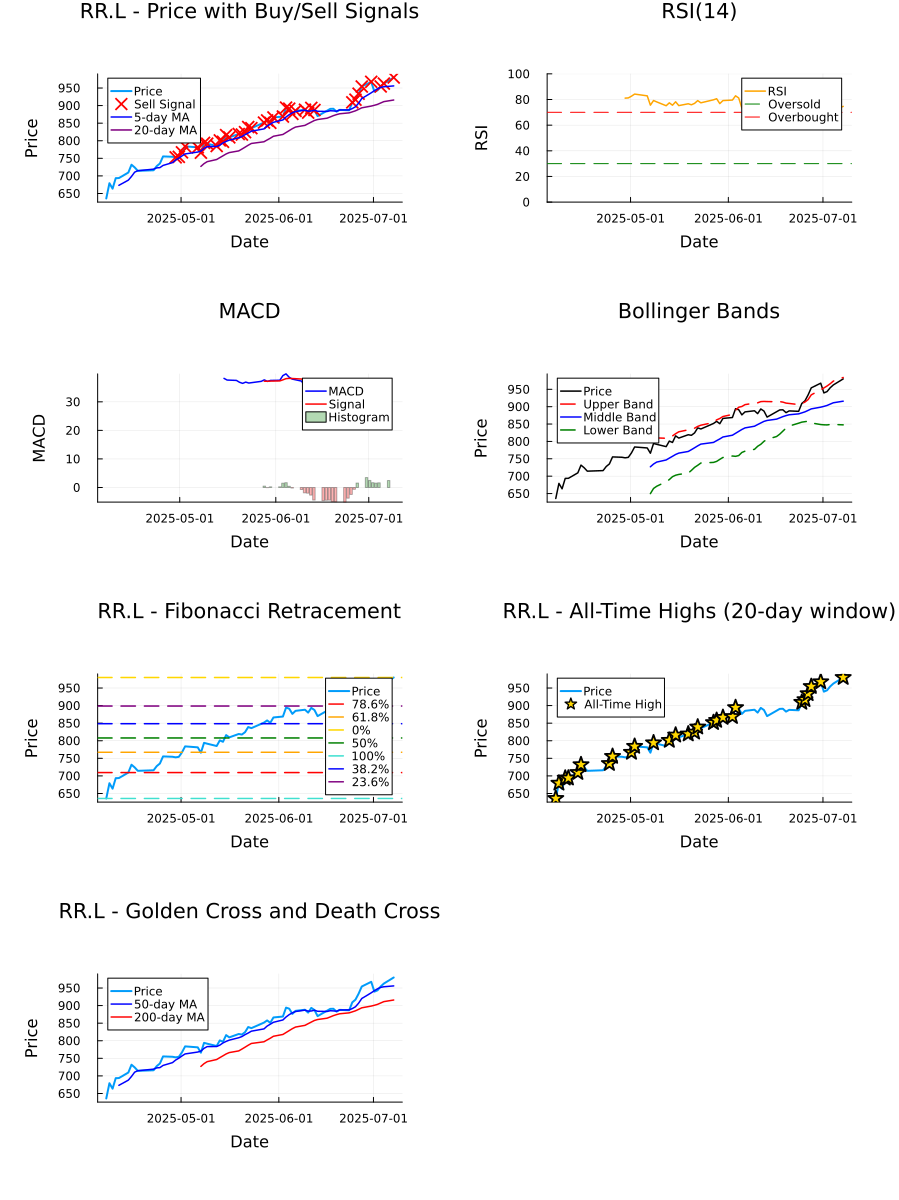 RR.L - Price with Buy/Sell Signals
Price
950
900
850
800
750
700
650
Price
Sell Signal
5-day MA
20-day MA
2025-05-01
2025-06-01
2025-07-01
Date
RSI(14)
RSI
100
80
60
40
20
0
RSI
Oversold
Overbought
2025-05-01
2025-06-01
2025-07-01
Date
MACD
MACD
30
20
10
0
MACD
Signal
Histogram
2025-05-01
2025-06-01
2025-07-01
Date
Bollinger Bands
Price
950
900
850
800
750
700
650
Price
Upper Band
Middle Band
Lower Band
2025-05-01
2025-06-01
2025-07-01
Date
RR.L - Fibonacci Retracement
Price
950
900
850
800
750
700
650
Price
78.6%
61.8%
0%
50%
100%
38.2%
23.6%
2025-05-01
2025-06-01
2025-07-01
Date
RR.L - All-Time Highs (20-day window)
Price
950
900
850
800
750
700
650
Price
All-Time High
2025-05-01
2025-06-01
2025-07-01
Date
RR.L - Golden Cross and Death Cross
Price
950
900
850
800
750
700
650
Price
50-day MA
200-day MA
2025-05-01
2025-06-01
2025-07-01
Date